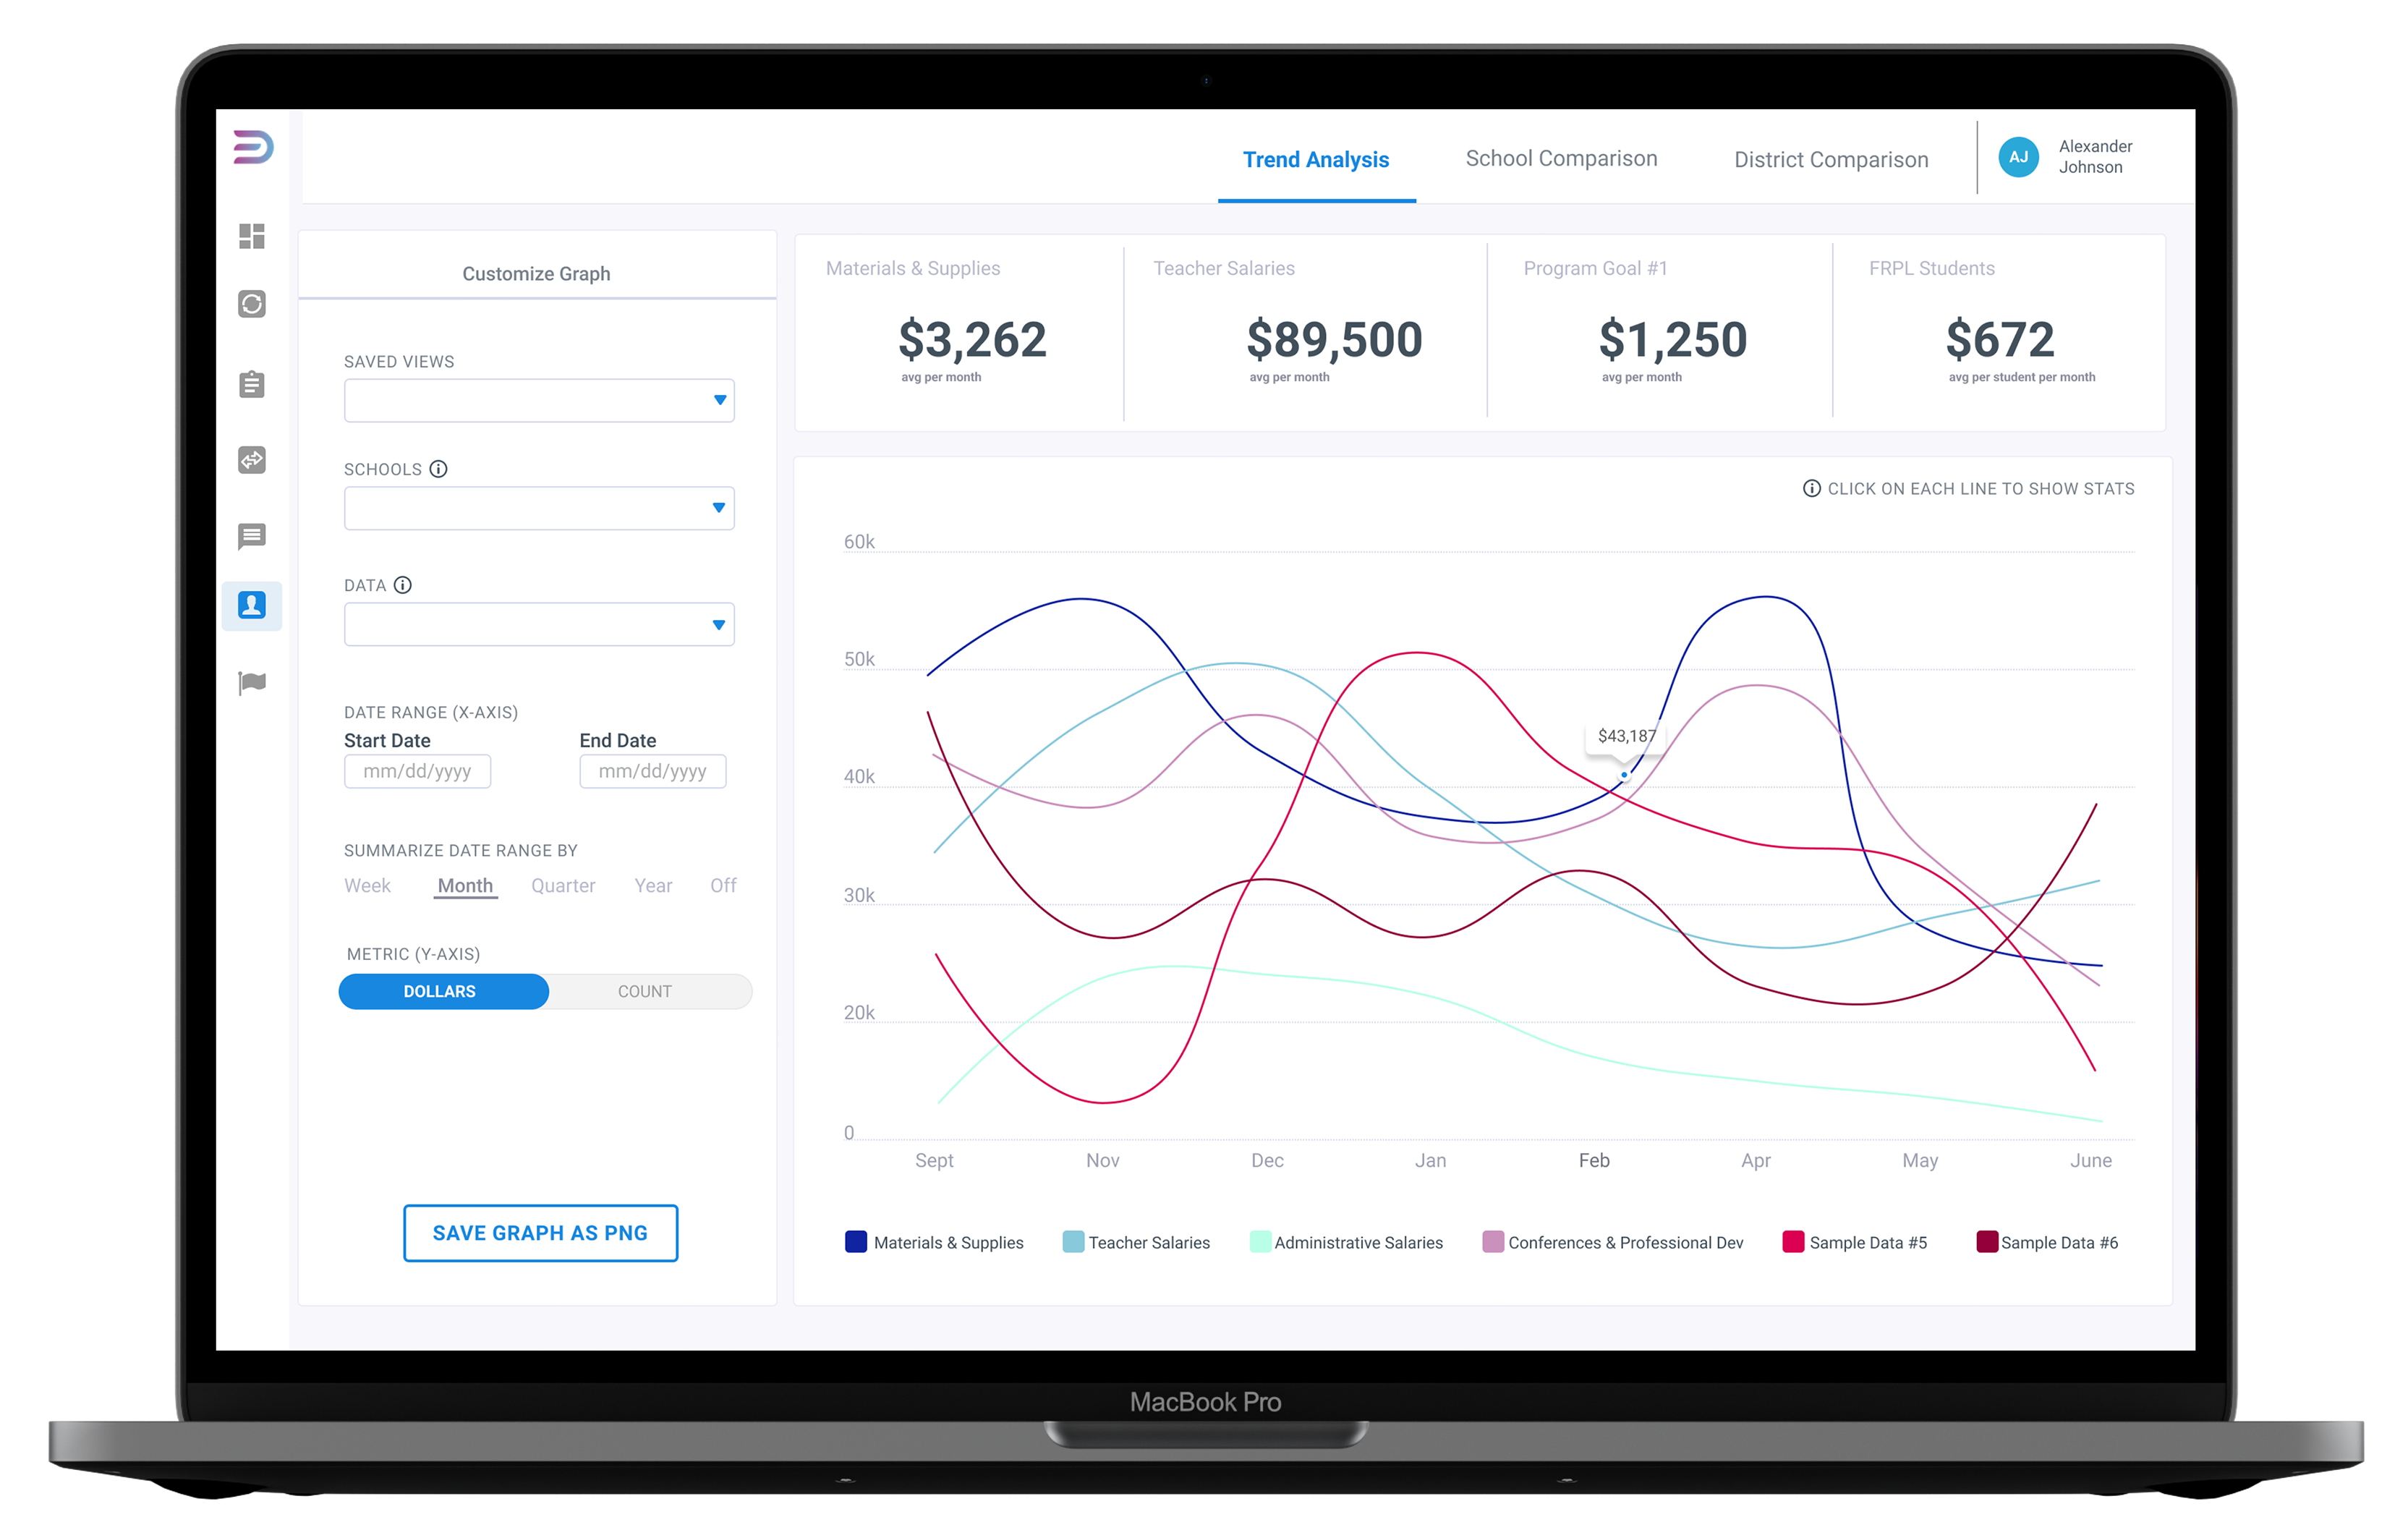 Trend Analysis
School Comparison
District Comparison
AJ
Alexander
Johnson
Customize Graph
SAVED VIEWS
SCHOOLS
DATA
DATE RANGE (X-AXIS)
Start Date
End Date
mm/dd/yyyy
mm/dd/yyyy
SUMMARIZE DATE RANGE BY
Week Month Quarter Year Off
METRIC (Y-AXIS)
DOLLARS
COUNT
SAVE GRAPH AS PNG
Materials & Supplies
$3,262
avg per month
Teacher Salaries
$89,500
avg per month
Program Goal #1
$1,250
avg per month
FRPL Students
$672
avg per student per month
CLICK ON EACH LINE TO SHOW STATS
60k
50k
40k
30k
20k
0
$43,187
Sept Nov Dec Jan Feb Apr May June
Materials & Supplies
Teacher Salaries
Administrative Salaries
Conferences & Professional Dev
Sample Data #5
Sample Data #6
MacBook Pro